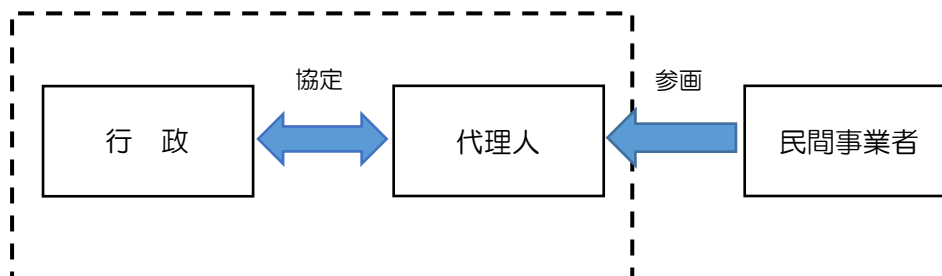 協定
参画
行　政
代理人
民間事業者